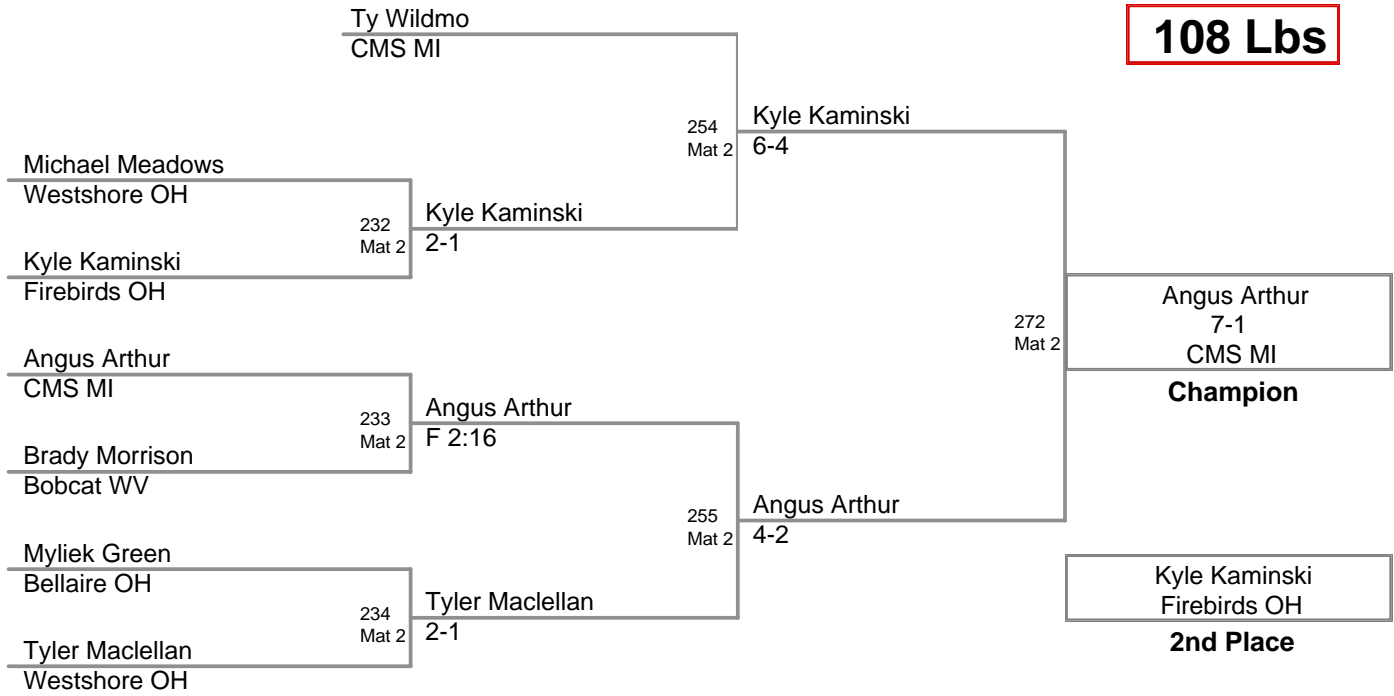 Ty Wildmo
CMS MI
108 Lbs
254
Mat 2
Kyle Kaminski
6-4
Michael Meadows
Westshore OH
232
Mat 2
Kyle Kaminski
2-1
Kyle Kaminski
Firebirds OH
272
Mat 2
Angus Arthur
7-1
CMS MI
Champion
Angus Arthur
CMS MI
233
Mat 2
Angus Arthur
F 2:16
Brady Morrison
Bobcat WV
255
Mat 2
Angus Arthur
4-2
Myliek Green
Bellaire OH
234
Mat 2
Tyler Maclellan
2-1
Tyler Maclellan
Westshore OH
Kyle Kaminski
Firebirds OH
2nd Place